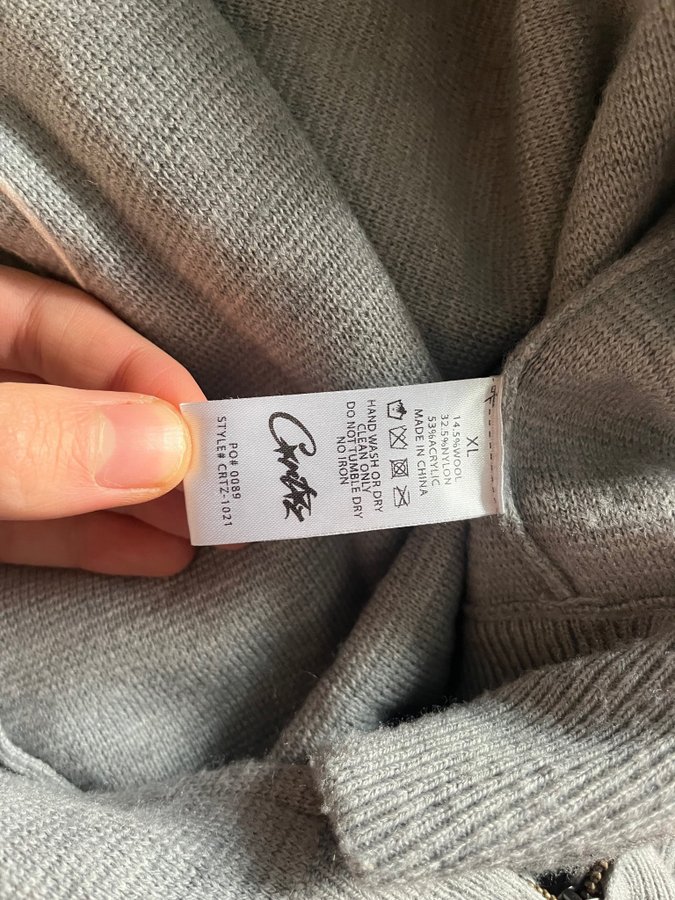 XL
14.5%WOOL
32.5%NYLON
53%ACRYLIC
MADE IN CHINA
HAND WASH OR DRY
CLEAN ONLY
DO NOT TUMBLE DRY
NO IRON
Corteiz
PO# 0089
STYLE# CRTZ-1021